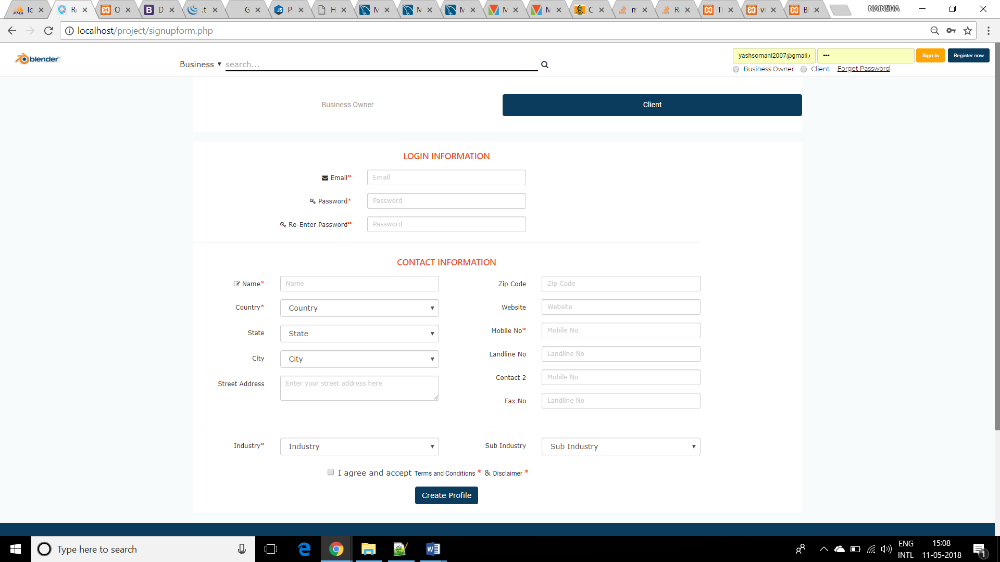 PMA Ic
Re
O
D
.t
G
P
H
M
M
M
M
M
C
m
R
Tl
vi
B
NAINSHA
localhost/project/signupform.php
blender
Business ▼ search...
yashsomani2007@gmail. ••• Sign In Register now
Business Owner Client Forget Password
Business Owner Client
LOGIN INFORMATION
Email* Email
Password* Password
Re-Enter Password* Password
CONTACT INFORMATION
Name* Name Zip Code Zip Code
Country* Country Website Website
State State Mobile No* Mobile No
City City Landline No Landline No
Street Address Enter your street address here Contact 2 Mobile No
Fax No Landline No
Industry* Industry Sub Industry Sub Industry
I agree and accept Terms and Conditions * & Disclaimer *
Create Profile
Type here to search
ENG 15:08
INTL 11-05-2018 1